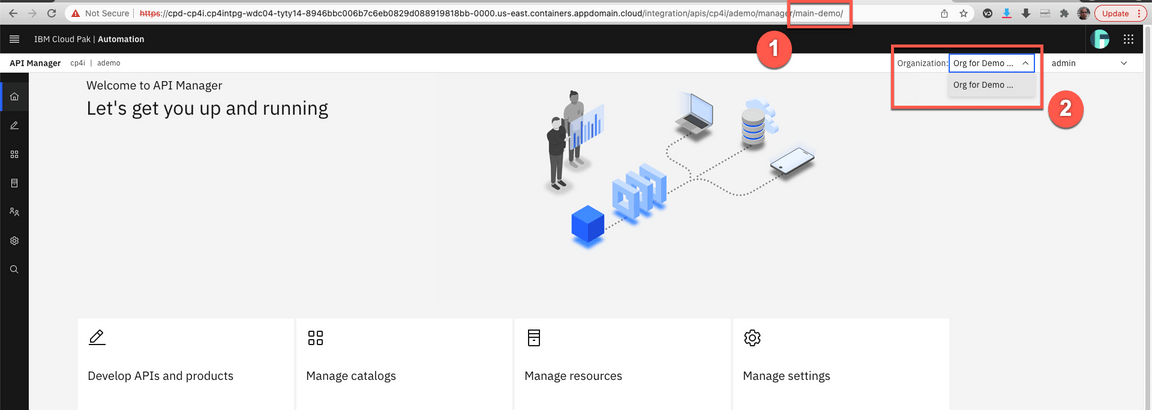 Not Secure | https://cpd-cp4i.cp4intpg-wdc04-tyty14-8946bbc006b7c6eb0829d088919818bb-0000.us-east.containers.appdomain.cloud/integration/apis/cp4i/ademo/manager/main-demo/
Update
1
IBM Cloud Pak | Automation
API Manager cp4i | ademo
Organization: Org for Demo ...
admin
Org for Demo ...
2
Welcome to API Manager
Let's get you up and running
Develop APIs and products
Manage catalogs
Manage resources
Manage settings